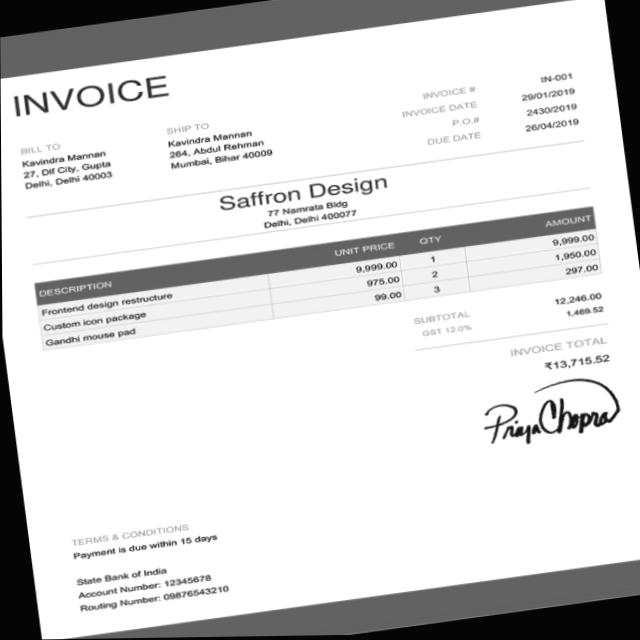 INVOICE
INVOICE # IN-001
INVOICE DATE 29/01/2019
P.O.# 2430/2019
DUE DATE 26/04/2019
BILL TO
Kavindra Mannan
27, Dlf City, Gupta
Delhi, Delhi 40003
SHIP TO
Kavindra Mannan
264, Abdul Rehman
Mumbai, Bihar 40009
Saffron Design
77 Namrata Bldg
Delhi, Delhi 400077
DESCRIPTION UNIT PRICE QTY AMOUNT
Frontend design restructure 9,999.00 1 9,999.00
Custom icon package 975.00 2 1,950.00
Gandhi mouse pad 99.00 3 297.00
SUBTOTAL 12,246.00
GST 12.0% 1,469.52
INVOICE TOTAL
₹13,715.52
Priya Chopra
TERMS & CONDITIONS
Payment is due within 15 days
State Bank of India
Account Number: 12345678
Routing Number: 09876543210